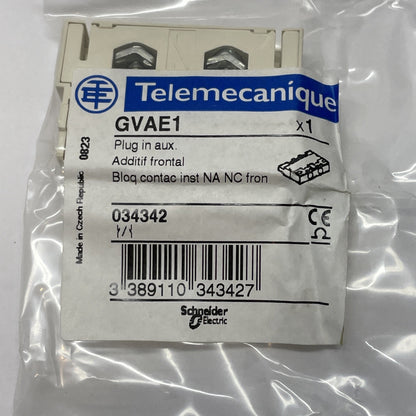 Telemecanique
GVAE1 x1
Plug in aux.
Additif frontal
Bloq contac inst NA NC fron
034342
CE
3 389110 343427
Schneider
Electric
Made in Czech Republic 0823